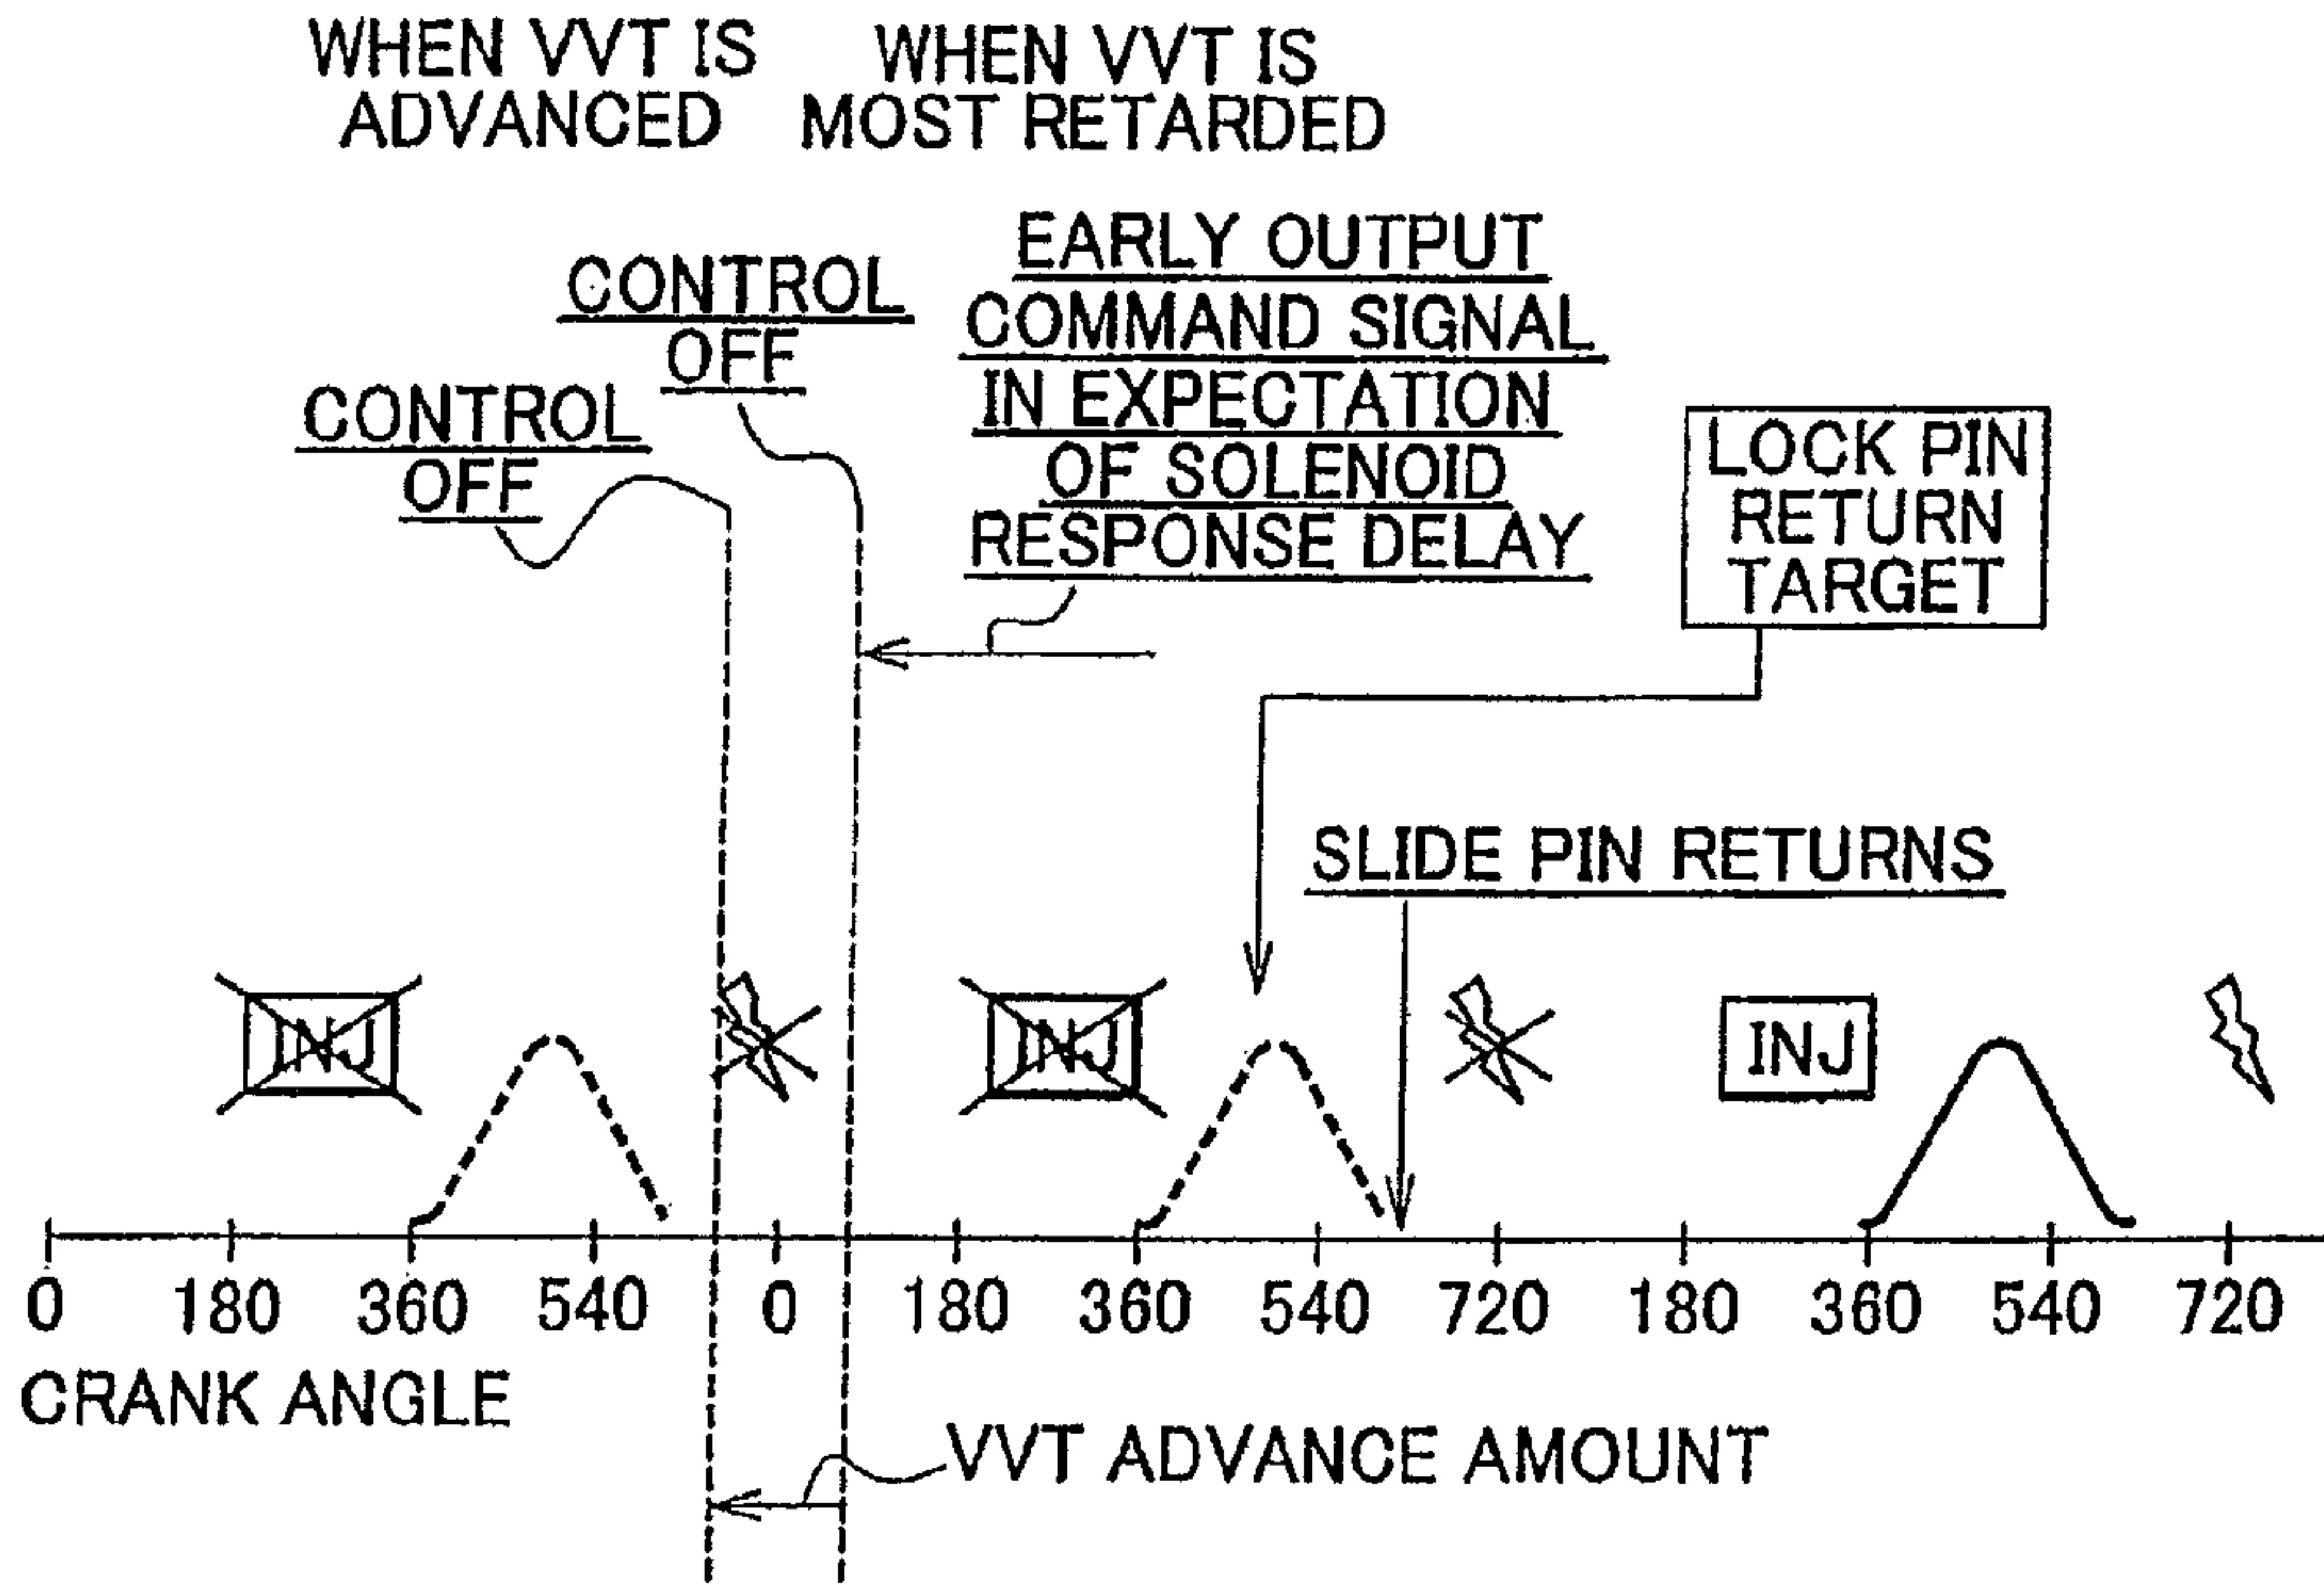 WHEN VVT IS
ADVANCED
WHEN VVT IS
MOST RETARDED
CONTROL
OFF
CONTROL
OFF
EARLY OUTPUT
COMMAND SIGNAL
IN EXPECTATION
OF SOLENOID
RESPONSE DELAY
LOCK PIN
RETURN
TARGET
SLIDE PIN RETURNS
INJ
INJ
INJ
0 180 360 540 0 180 360 540 720 180 360 540 720
CRANK ANGLE
VVT ADVANCE AMOUNT